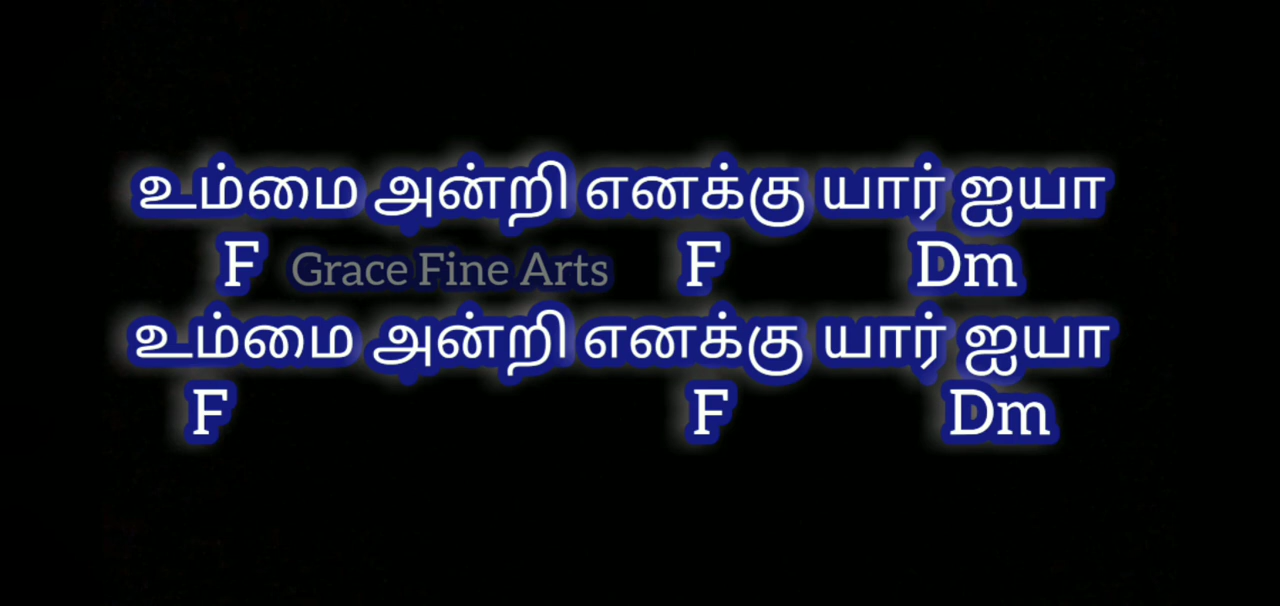 உம்மை அன்றி எனக்கு யார் ஐயா
F Grace Fine Arts F Dm
உம்மை அன்றி எனக்கு யார் ஐயா
F F Dm